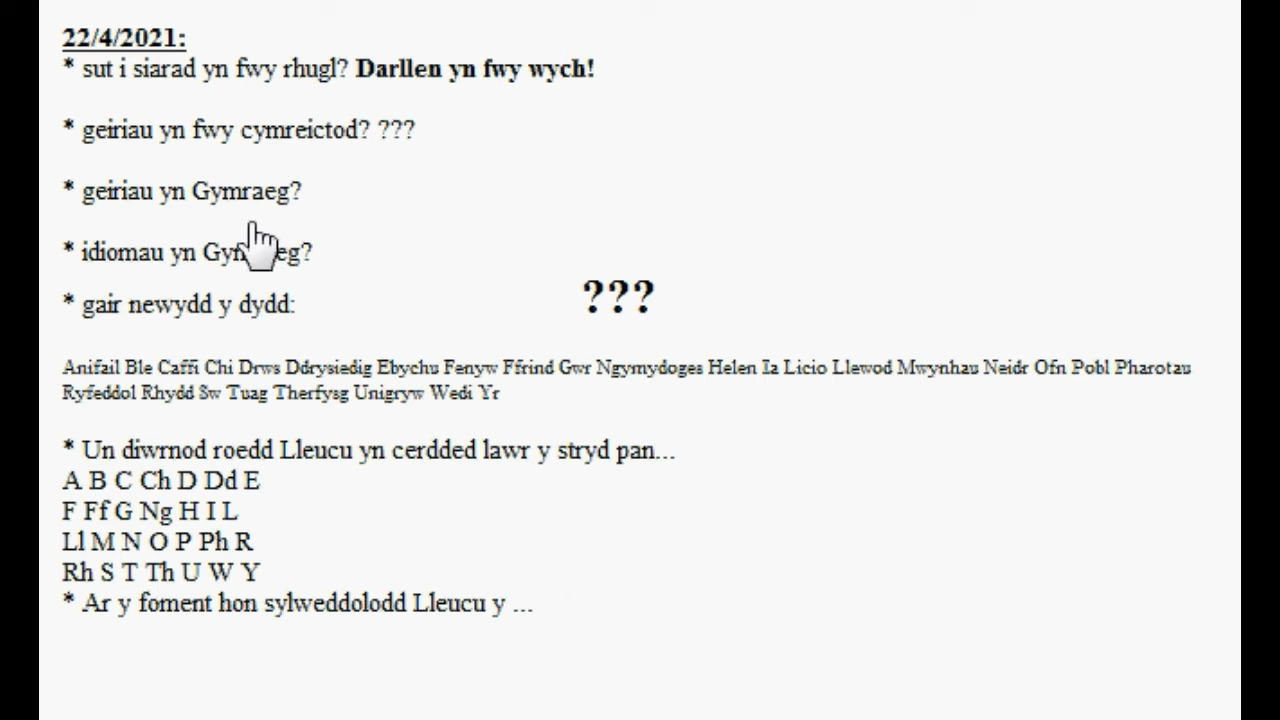 22/4/2021:
* sut i siarad yn fwy rhugl? Darllen yn fwy wych!
* geiriau yn fwy cymreictod? ???
* geiriau yn Gymraeg?
* idiomau yn
* gair newydd y dydd: ???
Anifail Ble Caffi Chi Drws Ddrysiedig Ebychu Fenyw Ffrind Gwr Ngymydoges Helen Ia Licio Llewod Mwynhau Neidr Ofn Pobl Pharotau
Ryfeddol Rhydd Sw Tuag Therfysg Unigryw Wedi Yr
* Un diwrnod roedd Lleucu yn cerdded lawr y stryd pan...
A B C Ch D Dd E
F Ff G Ng H I L
Ll M N O P Ph R
Rh S T Th U W Y
* Ar y foment hon sylweddolodd Lleucu y ...